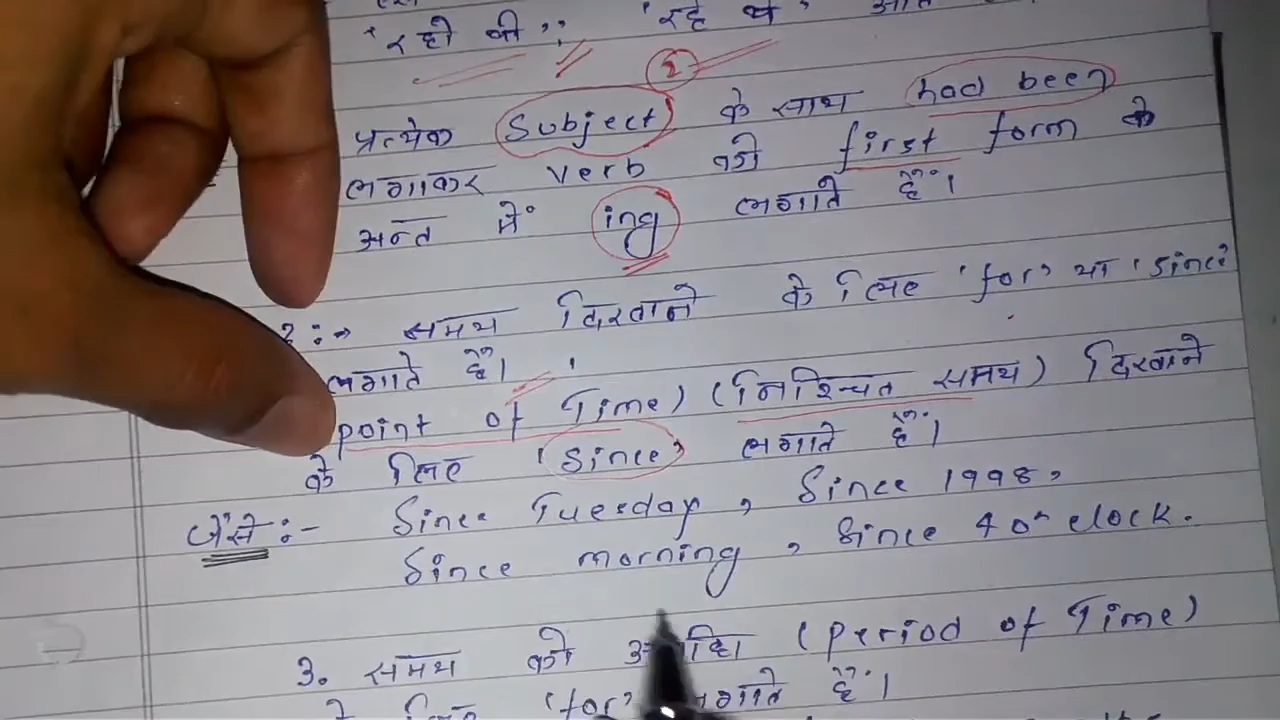 'रही थी', 'रहे थे'
②
प्रत्येक Subject के साथ had been
लगाकर verb की first form के
अन्त में ing लगाते हैं।
2:→ समय दिखाने के लिए 'for' या 'since'
लगाते हैं।
point of Time) (निश्चित समय) दिखाने
के लिए 'Since' लगाते हैं।
जैसे:- Since Tuesday, Since 1998,
Since morning, Since 4 o'clock.
3. समय की (Period of Time)
'for' लगाते हैं।